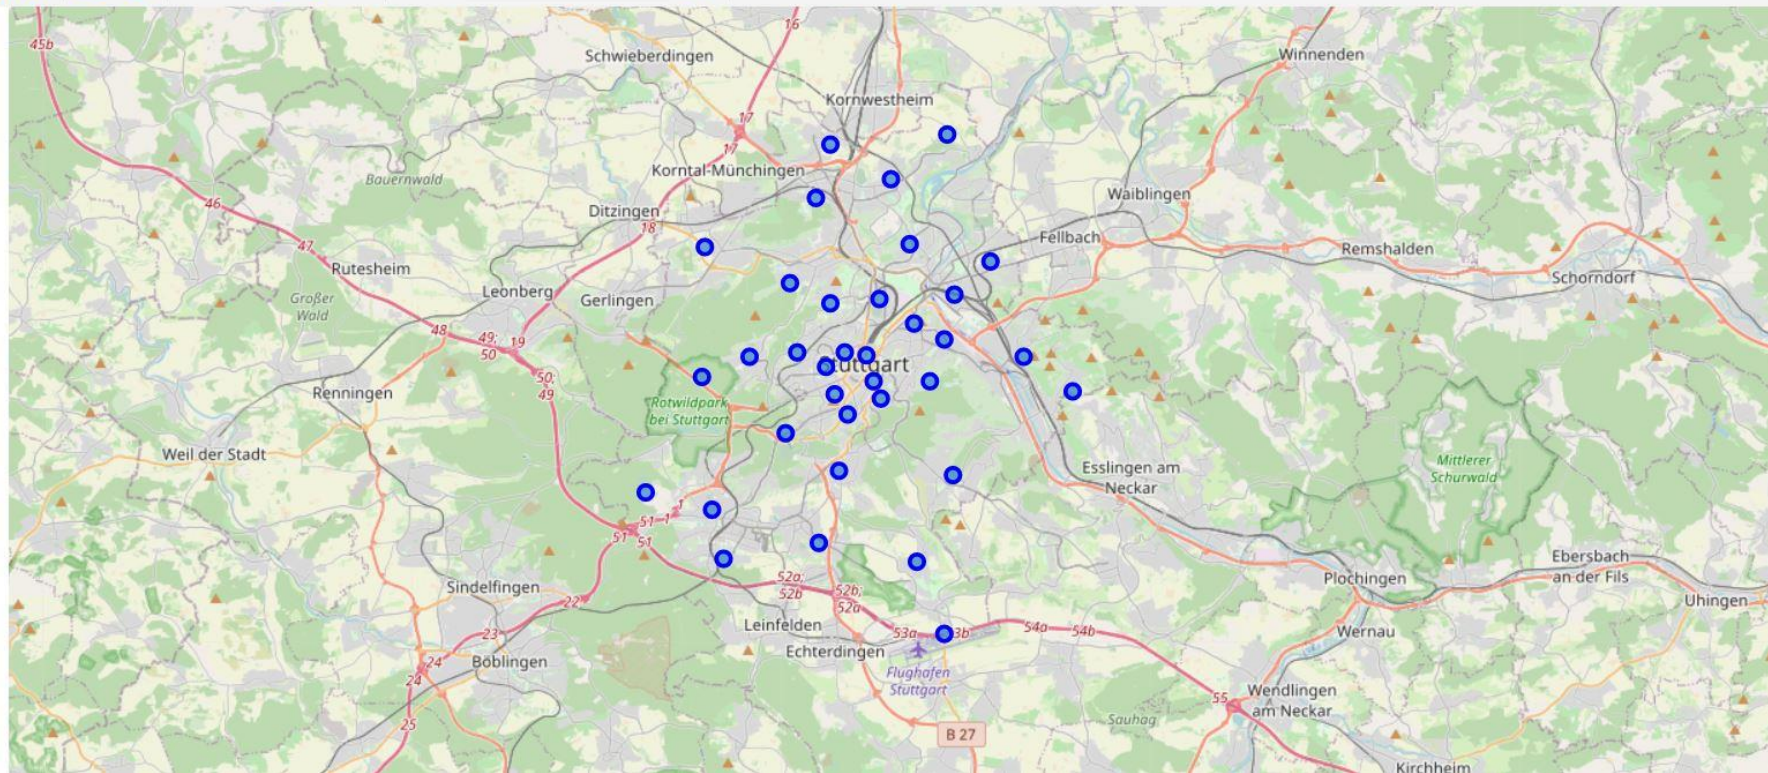 16
45b
Schwieberdingen
Winnenden
Kornwestheim
17
17
Korntal-Münchingen
Bauernwald
Waiblingen
46
Ditzingen
18
Fellbach
47
Remshalden
Rutesheim
Schorndorf
Leonberg
Großer
Wald
Gerlingen
48
49;
50
19
Stuttgart
50;
49
Renningen
Rotwildpark
bei Stuttgart
Weil der Stadt
Esslingen am
Neckar
Mittlerer
Schurwald
1
51
1
51
51
Ebersbach
an der Fils
Sindelfingen
52a;
52b
52b;
52a
Plochingen
22
Uhingen
Leinfelden
53a
53b
54a
54b
Wernau
23
Echterdingen
24
Böblingen
Flughafen
Stuttgart
24
55
Wendlingen
am Neckar
Sauhag
25
B 27
Kirchheim